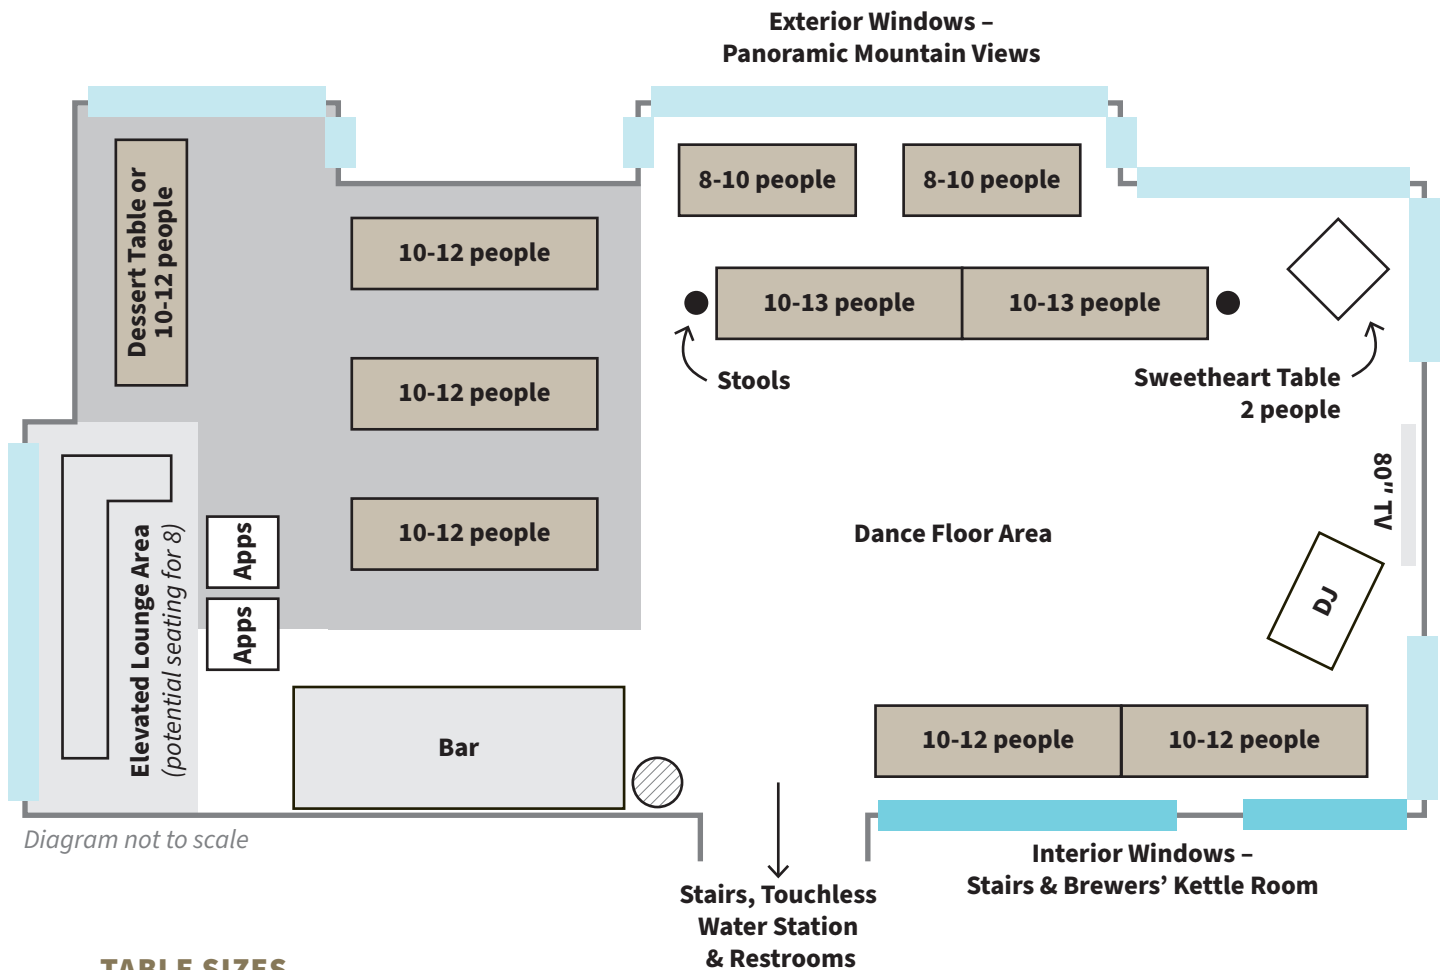 Exterior Windows –
Panoramic Mountain Views
Dessert Table or
10-12 people
8-10 people
8-10 people
10-12 people
10-13 people
10-13 people
Stools
Sweetheart Table
2 people
10-12 people
80" TV
Elevated Lounge Area
(potential seating for 8)
Apps
Apps
10-12 people
Dance Floor Area
DJ
Bar
10-12 people
10-12 people
Diagram not to scale
Interior Windows –
Stairs & Brewers’ Kettle Room
Stairs, Touchless
Water Station
& Restrooms
TABLE SIZES